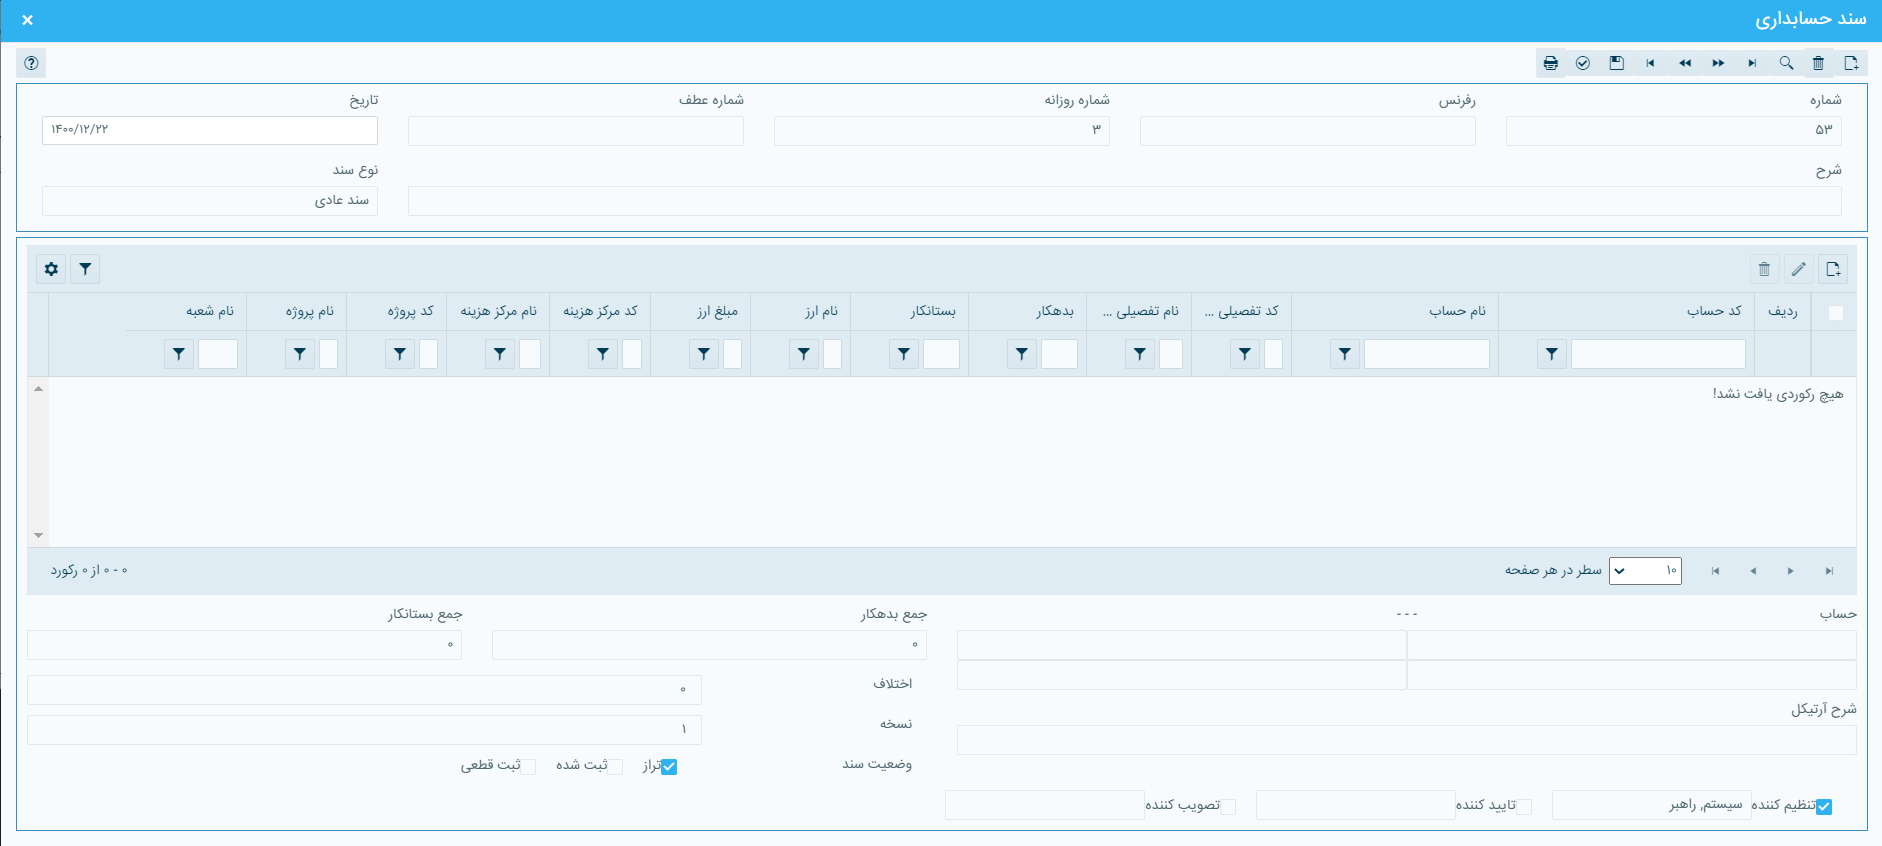 سند حسابداری
شماره
رفرنس
شماره روزانه
شماره عطف
تاریخ
۵۳
۳
۱۴۰۰/۱۲/۲۲
شرح
نوع سند
سند عادی
ردیف
کد حساب
نام حساب
کد تفصیلی ...
نام تفصیلی ...
بدهکار
بستانکار
نام ارز
مبلغ ارز
کد مرکز هزینه
نام مرکز هزینه
کد پروژه
نام پروژه
نام شعبه
هیچ رکوردی یافت نشد!
۱۰
سطر در هر صفحه
۰ - ۰ از ۰ رکورد
حساب
- - -
جمع بدهکار
جمع بستانکار
۰
۰
اختلاف
۰
شرح آرتیکل
نسخه
۱
وضعیت سند
تراز
ثبت شده
ثبت قطعی
تنظیم کننده
سیستم, راهبر
تایید کننده
تصویب کننده